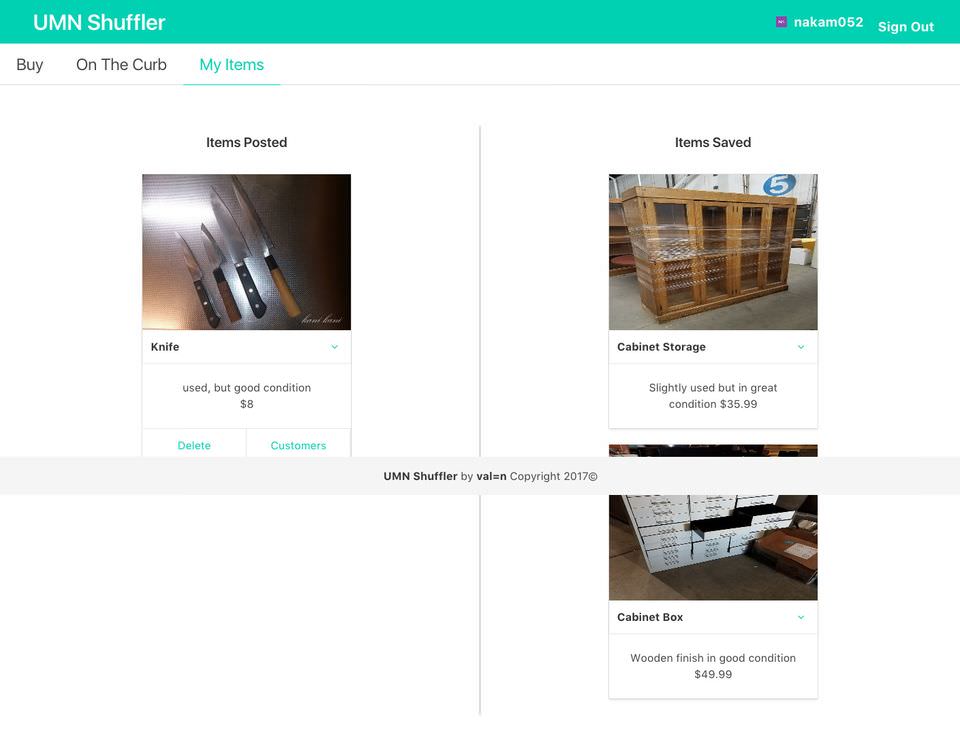 UMN Shuffler
nakam052
Sign Out
Buy
On The Curb
My Items
Items Posted
kani kani
Knife
used, but good condition
$8
Delete
Customers
Items Saved
5
Cabinet Storage
Slightly used but in great
condition $35.99
UMN Shuffler by val=n Copyright 2017©
Cabinet Box
Wooden finish in good condition
$49.99